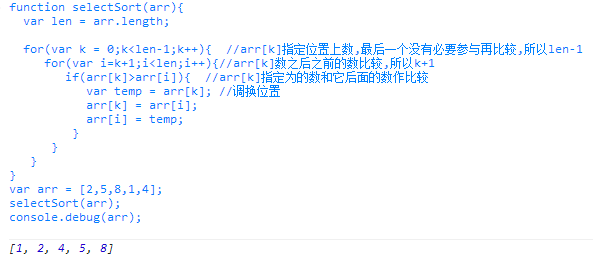 function selectSort(arr){
  var len = arr.length;
  for(var k = 0;k<len-1;k++){  //arr[k]指定位置上数,最后一个没有必要参与再比较,所以len-1
     for(var i=k+1;i<len;i++){//arr[k]数之后之前的数比较,所以k+1
        if(arr[k]>arr[i]){  //arr[k]指定为的数和它后面的数作比较
           var temp = arr[k]; //调换位置
           arr[k] = arr[i];
           arr[i] = temp;
         }
      }
   }
}
var arr = [2,5,8,1,4];
selectSort(arr);
console.debug(arr);
[1, 2, 4, 5, 8]